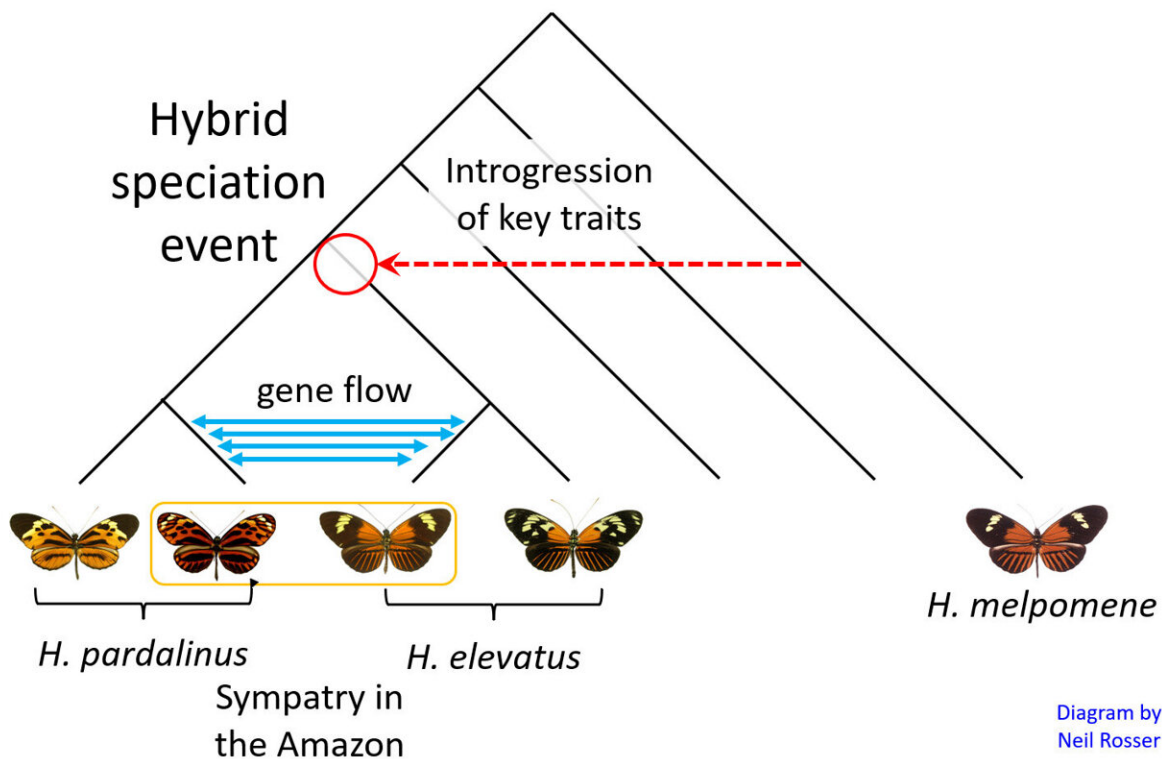 Hybrid
speciation
event
Introgression
of key traits
gene flow
H. pardalinus
H. elevatus
H. melpomene
Sympatry in
the Amazon
Diagram by
Neil Rosser